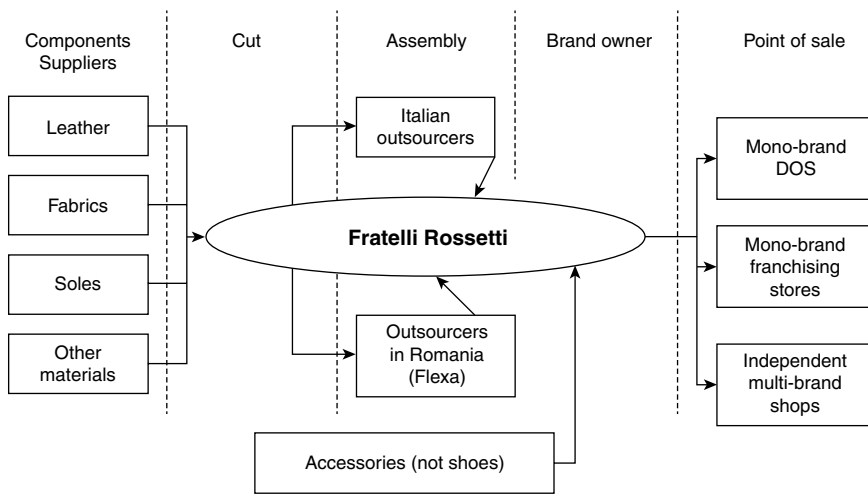 Components
Suppliers
Cut
Assembly
Brand owner
Point of sale
Leather
Fabrics
Soles
Other
materials
Italian
outsourcers
Fratelli Rossetti
Outsourcers
in Romania
(Flexa)
Accessories (not shoes)
Mono-brand
DOS
Mono-brand
franchising
stores
Independent
multi-brand
shops